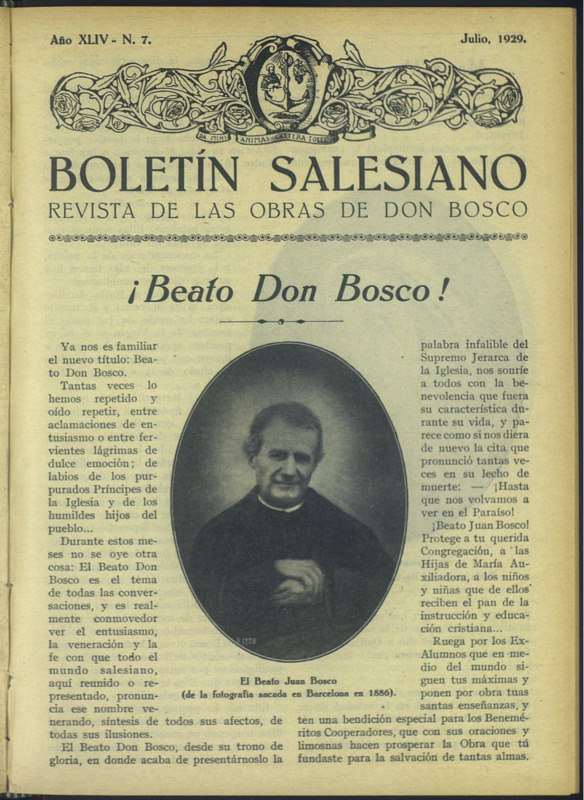 Año XLIV - N. 7.
Julio, 1929.
DA MIHI ANIMAS CÆTERA TOLLE
BOLETÍN SALESIANO
REVISTA DE LAS OBRAS DE DON BOSCO
¡Beato Don Bosco!
Ya nos es familiar
el nuevo título: Bea-
to Don Bosco.
Tantas veces lo
hemos repetido y
oído repetir, entre
aclamaciones de en-
tusiasmo o entre fer-
vientes lágrimas de
dulce emoción; de
labios de los pur-
purados Príncipes de
la Iglesia y de los
humildes hijos del
pueblo...
Durante estos me-
ses no se oye otra
cosa: El Beato Don
Bosco es el tema
de todas las conver-
saciones, y es real-
mente conmovedor
ver el entusiasmo,
la veneración y la
fe con que todo el
mundo salesiano,
aquí reunido o re-
presentado, pronun-
cia ese nombre ve-
nerando, síntesis de todos sus afectos, de
todas sus ilusiones.
El Beato Don Bosco, desde su trono de
gloria, en donde acaba de presentárnoslo la
El Beato Juan Bosco
(de la fotografía sacada en Barcelona en 1886).
palabra infalible del
Supremo Jerarca de
la Iglesia, nos sonríe
a todos con la be-
nevolencia que fuera
su característica du-
rante su vida, y pa-
rece como si nos diera
de nuevo la cita que
pronunció tantas ve-
ces en su lecho de
muerte: — ¡Hasta
que nos volvamos a
ver en el Paraíso!
¡Beato Juan Bosco!
Protege a tu querida
Congregación, a las
Hijas de María Au-
xiliadora, a los niños
y niñas que de ellos
reciben el pan de la
instrucción y educa-
ción cristiana...
Ruega por los Ex-
Alumnos que en me-
dio del mundo si-
guen tus máximas y
ponen por obra tuas
santas enseñanzas, y
ten una bendición especial para los Benemé-
ritos Cooperadores, que con sus oraciones y
limosnas hacen prosperar la Obra que tú
fundaste para la salvación de tantas almas.